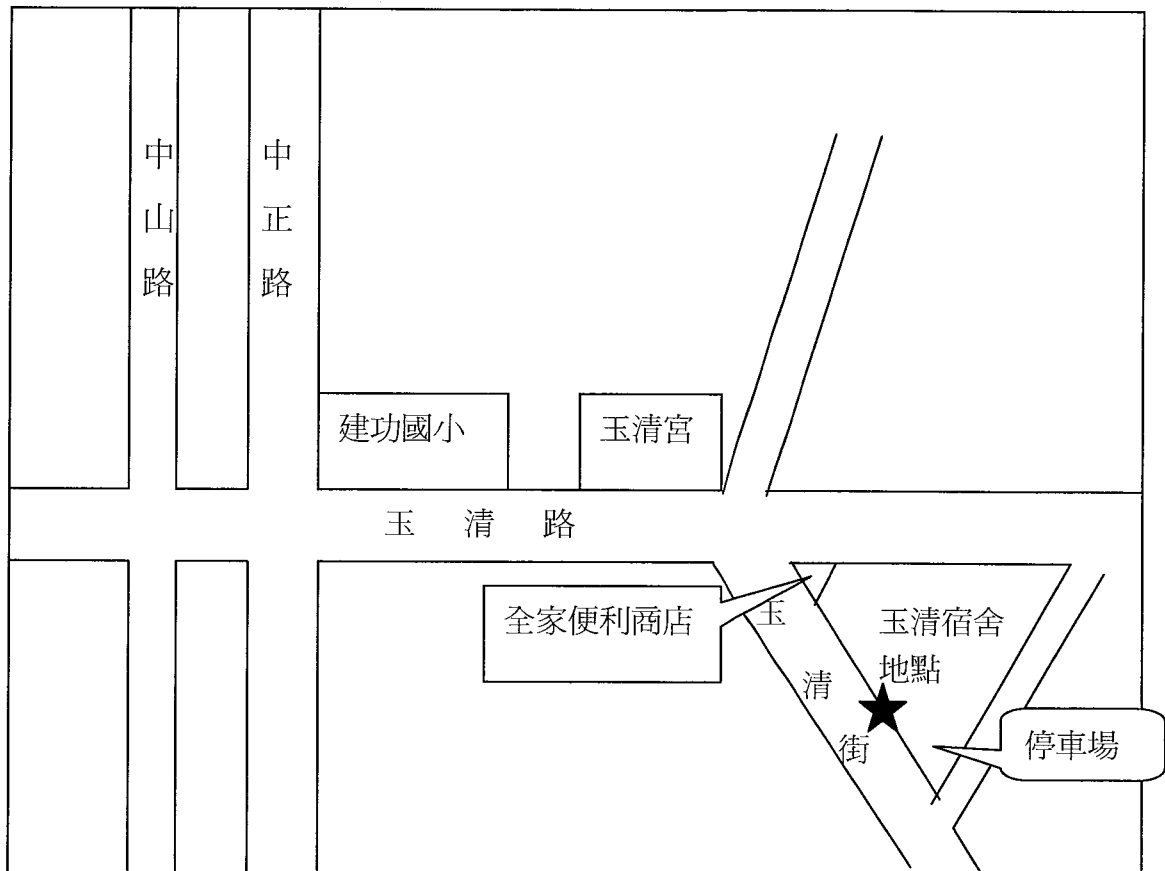 中山路
中正路
建功國小
玉清宮
玉清路
全家便利商店
玉清街
玉清宿舍
地點
停車場